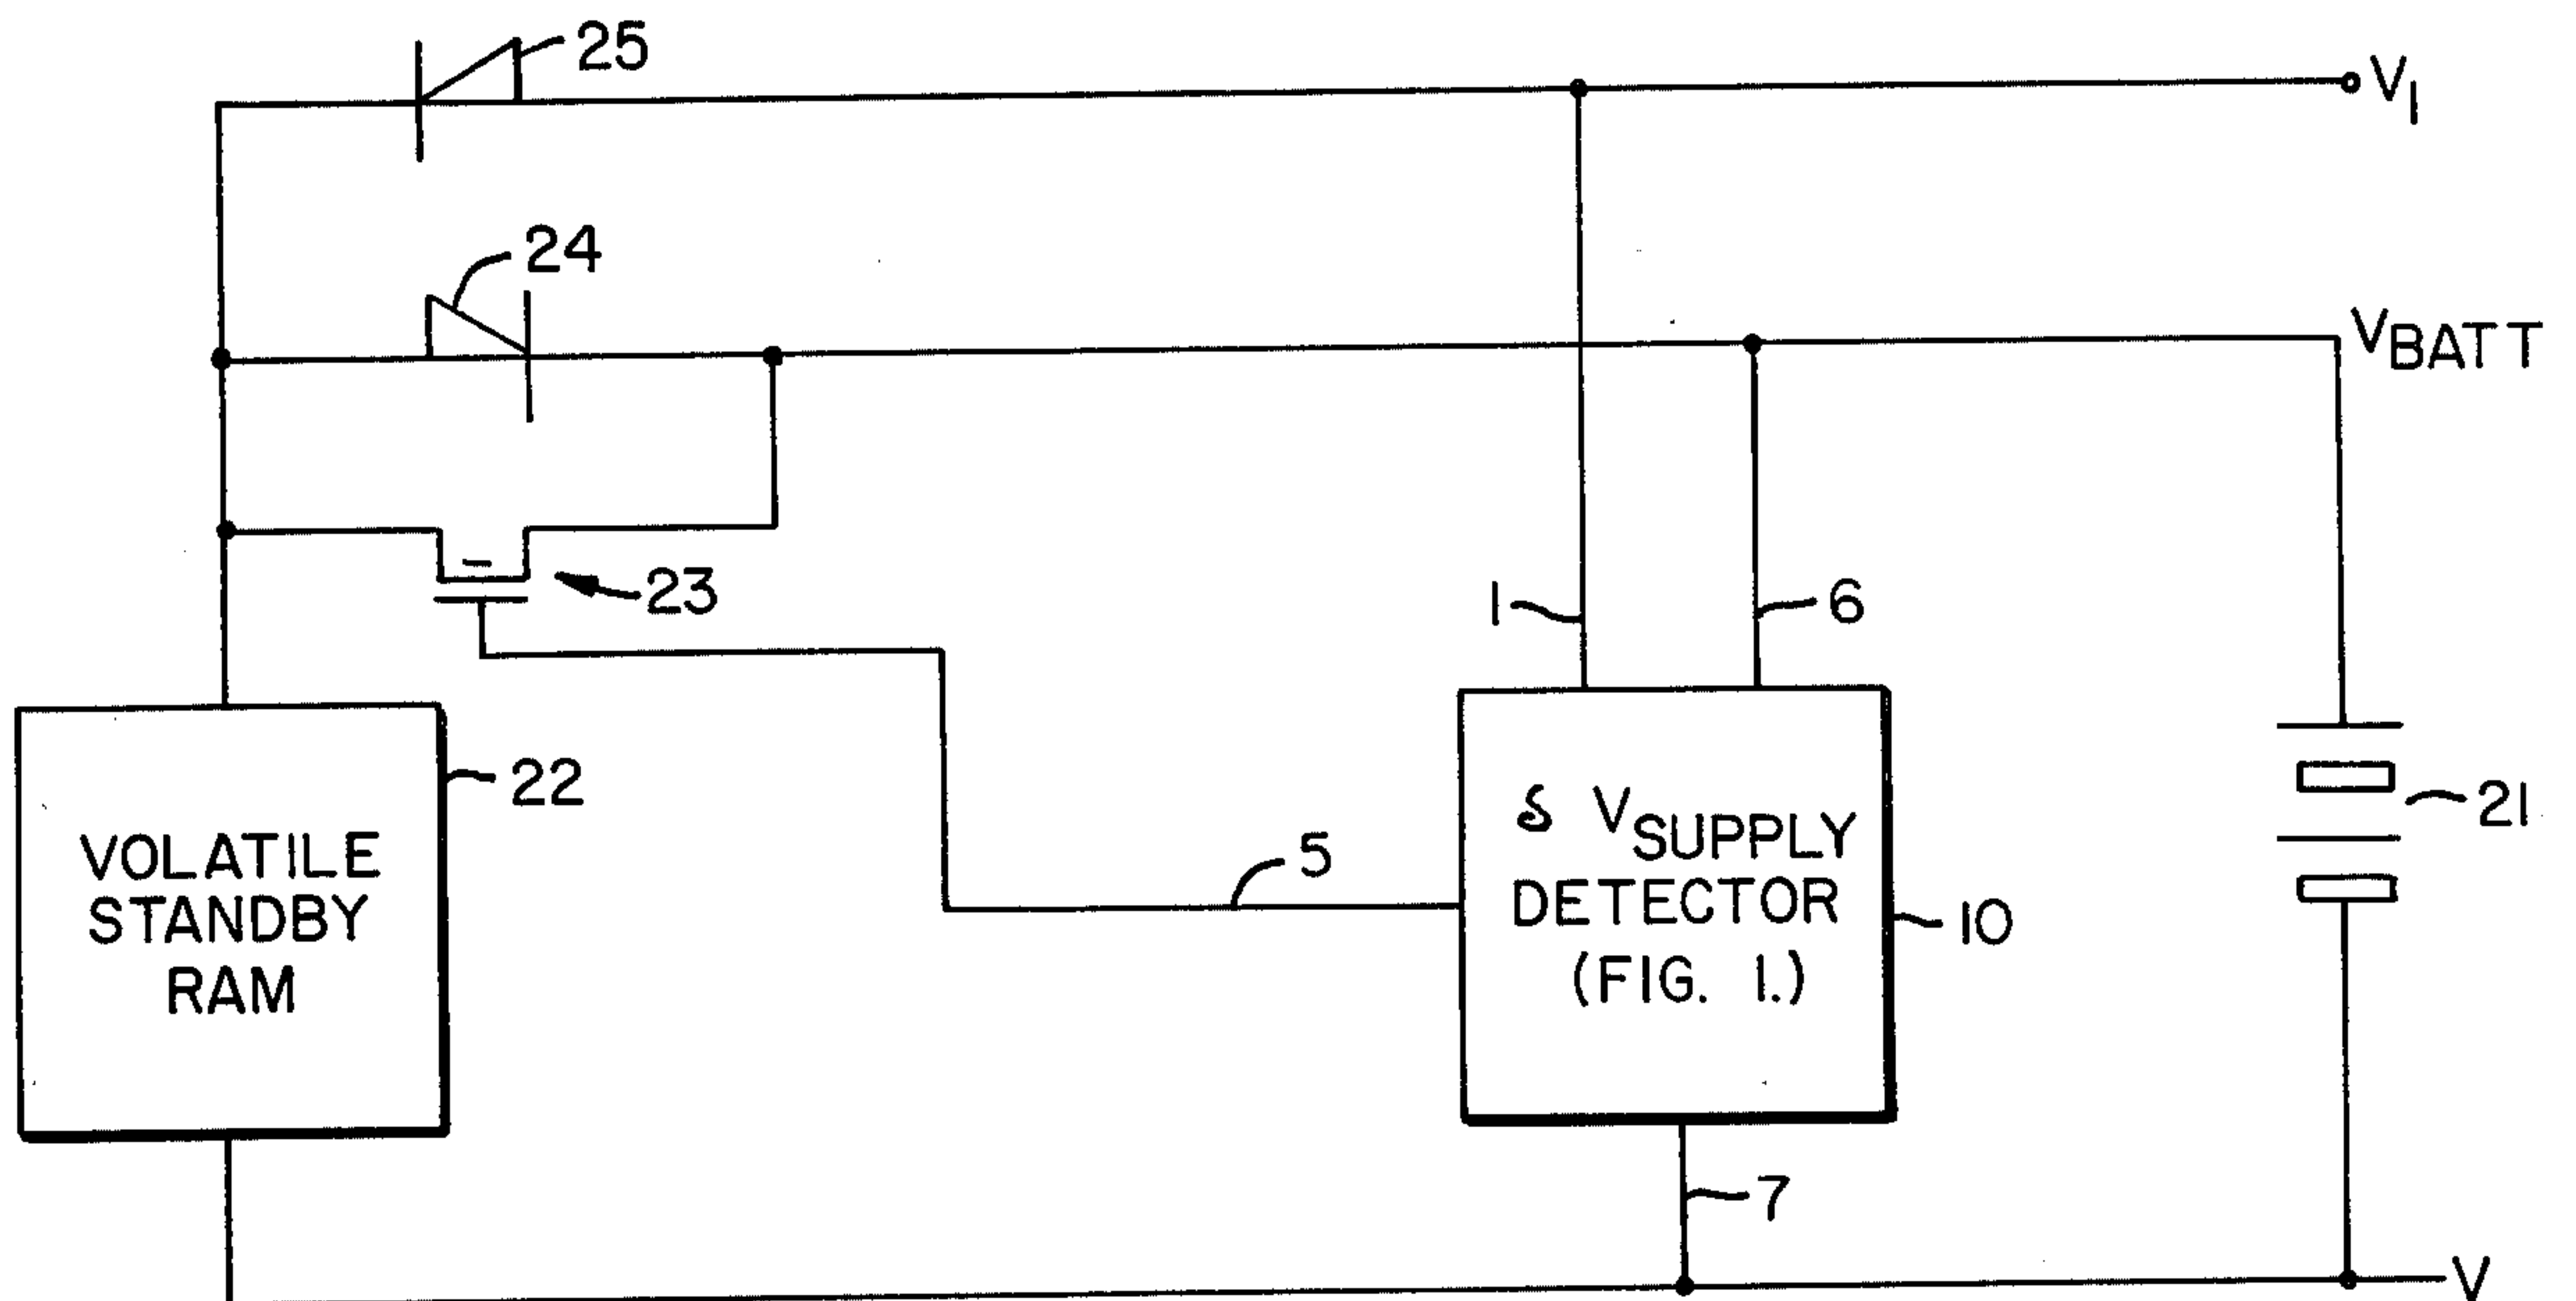 25
V1
24
VBATT
23
1
6
22
VOLATILE
STANDBY
RAM
5
δ VSUPPLY
DETECTOR
(FIG. 1.)
21
10
7
V